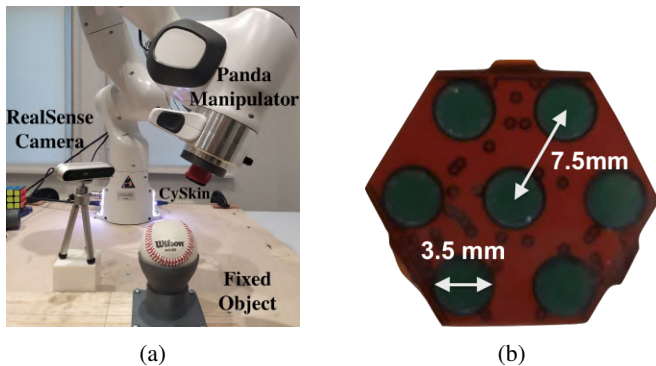 Panda
Manipulator
RealSense
Camera
CySkin
Wilson
Fixed
Object
7.5mm
3.5 mm
(a)
(b)